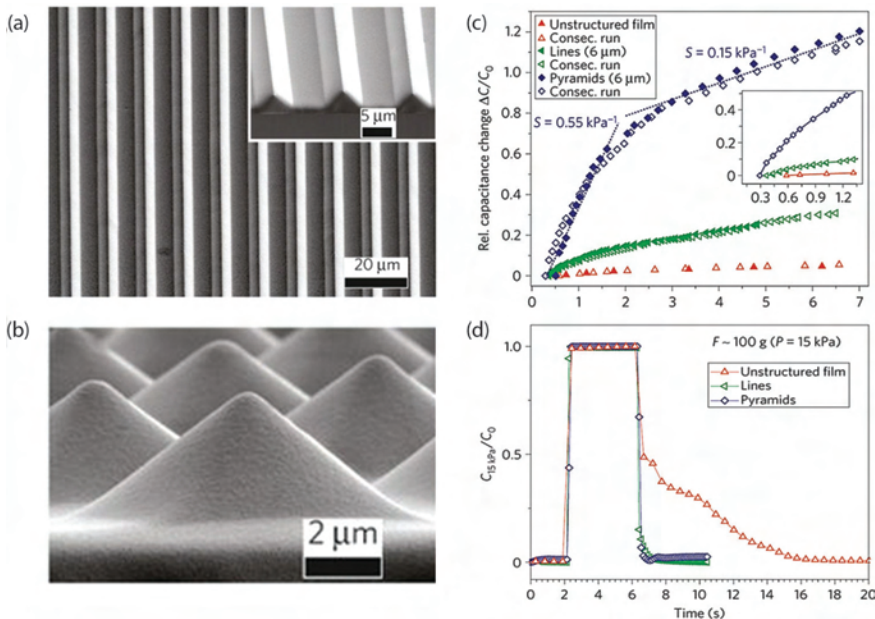 (a)
5 μm
20 μm
(b)
2 μm
(c)
Rel. capacitance change ΔC/C₀
1.2
1.0
0.8
0.6
0.4
0.2
0
Unstructured film
Consec. run
Lines (6 μm)
Consec. run
Pyramids (6 μm)
Consec. run
S = 0.15 kPa⁻¹
S = 0.55 kPa⁻¹
0.4
0.2
0
0.3 0.6 0.9 1.2
0 1 2 3 4 5 6 7
(d)
C₁₅ ₖPₐ/C₀
1.0
0.5
0
F ~ 100 g (P = 15 kPa)
Unstructured film
Lines
Pyramids
0 2 4 6 8 10 12 14 16 18 20
Time (s)